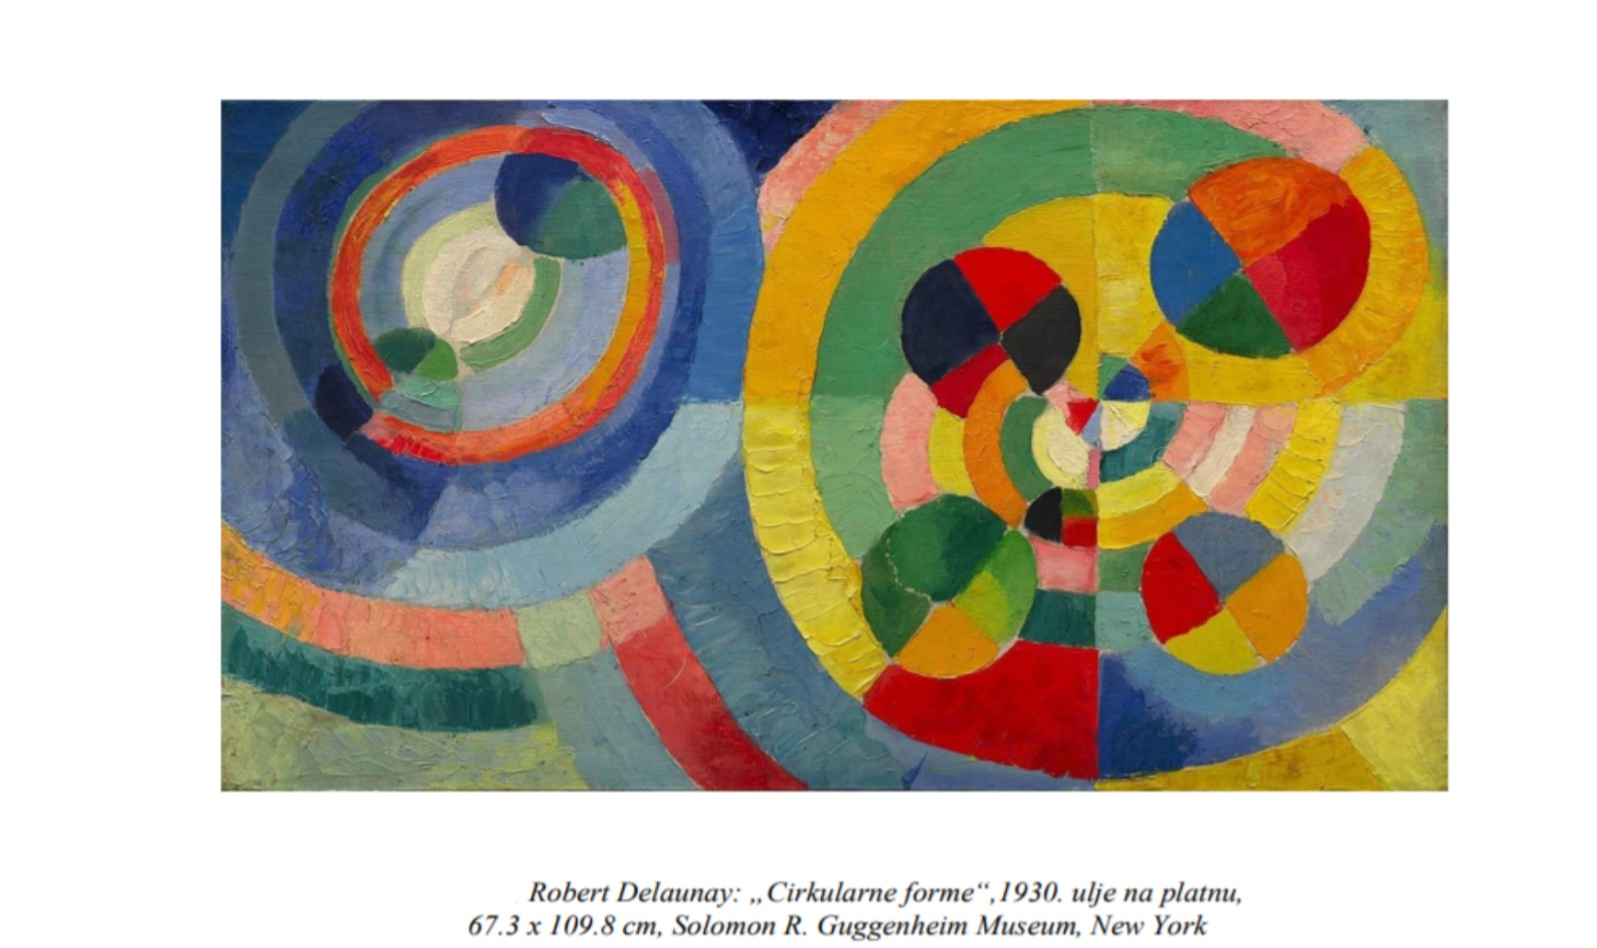 Robert Delaunay: „Cirkularne forme“,1930. ulje na platnu,
67.3 x 109.8 cm, Solomon R. Guggenheim Museum, New York